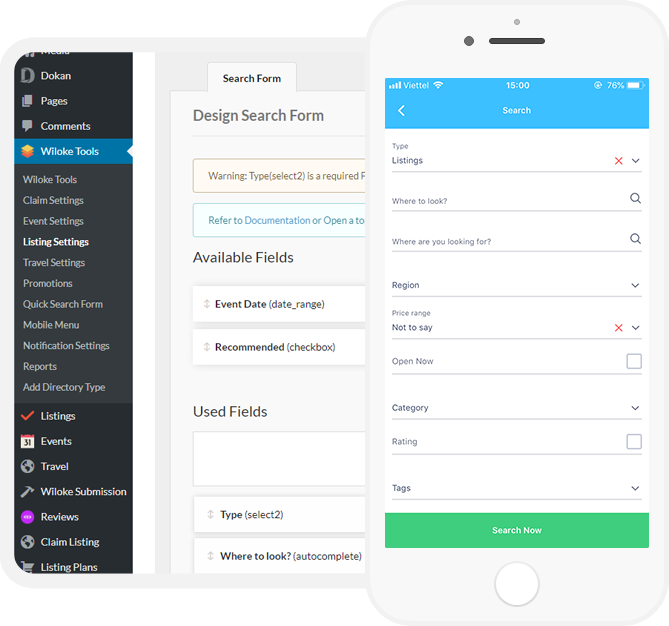 Media
Dokan
Pages
Comments
Wiloke Tools
Wiloke Tools
Claim Settings
Event Settings
Listing Settings
Travel Settings
Promotions
Quick Search Form
Mobile Menu
Notification Settings
Reports
Add Directory Type
Listings
Events
31
Travel
Wiloke Submission
Reviews
Claim Listing
Listing Plans
Search Form
Design Search Form
Warning: Type(select2) is a required F
Refer to Documentation or Open a to
Available Fields
Event Date (date_range)
Recommended (checkbox)
Used Fields
Type (select2)
Where to look? (autocomplete)
Viettel 15:00 76%
Search
Type
Listings
Where to look?
Where are you looking for?
Region
Price range
Not to say
Open Now
Category
Rating
Tags
Search Now